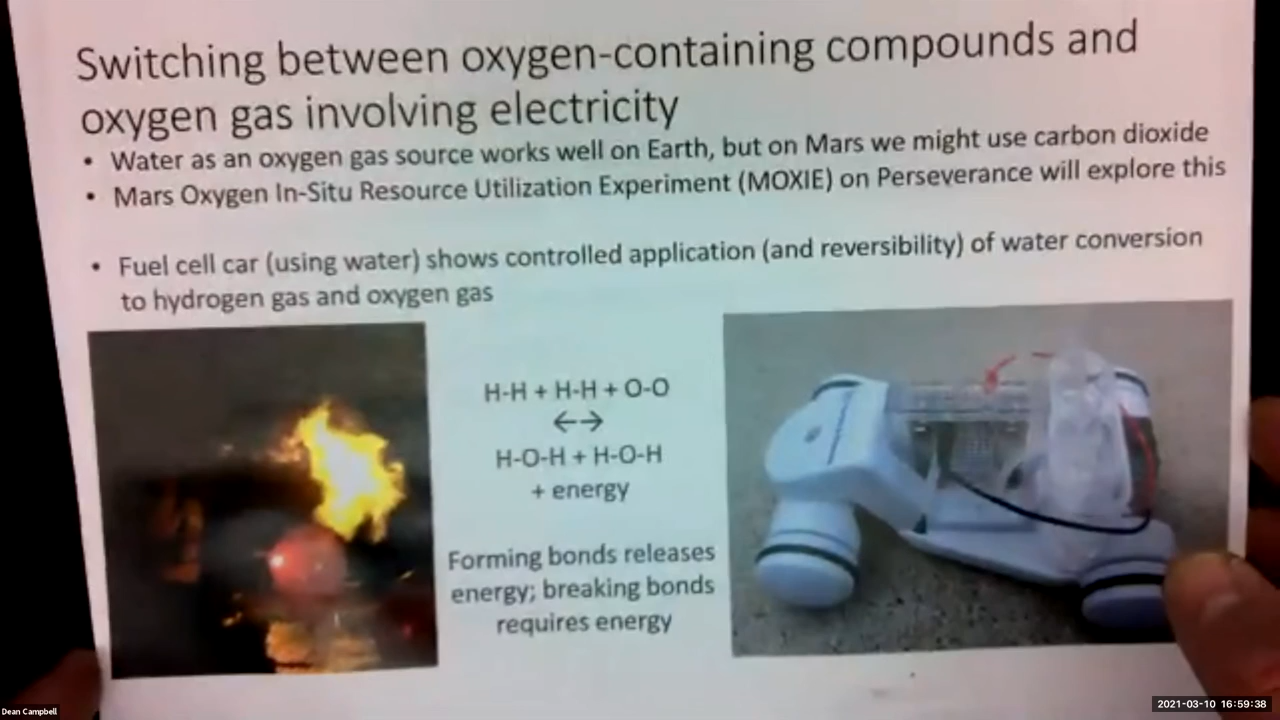 Switching between oxygen-containing compounds and
oxygen gas involving electricity
• Water as an oxygen gas source works well on Earth, but on Mars we might use carbon dioxide
• Mars Oxygen In-Situ Resource Utilization Experiment (MOXIE) on Perseverance will explore this
• Fuel cell car (using water) shows controlled application (and reversibility) of water conversion
to hydrogen gas and oxygen gas
H-H + H-H + O-O
←→
H-O-H + H-O-H
+ energy
Forming bonds releases
energy; breaking bonds
requires energy
Dean Campbell
2021-03-10 16:59:38